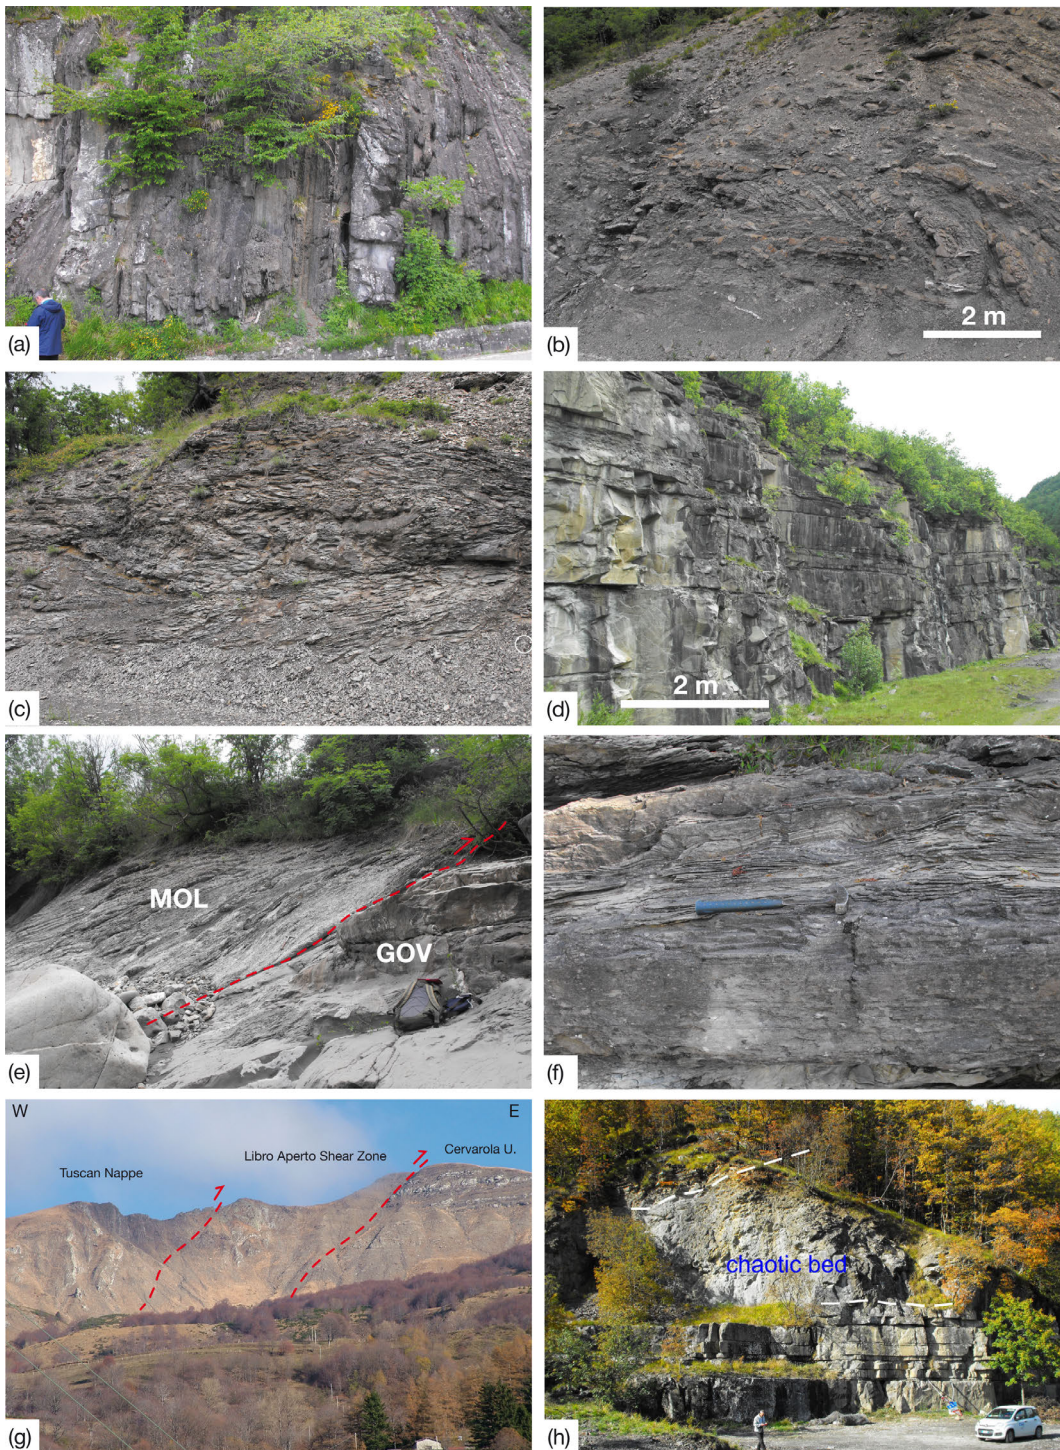 (a)
2 m
(b)
(c)
2 m
(d)
MOL
GOV
(e)
(f)
W
E
Tuscan Nappe
Libro Aperto Shear Zone
Cervarola U.
(g)
chaotic bed
(h)